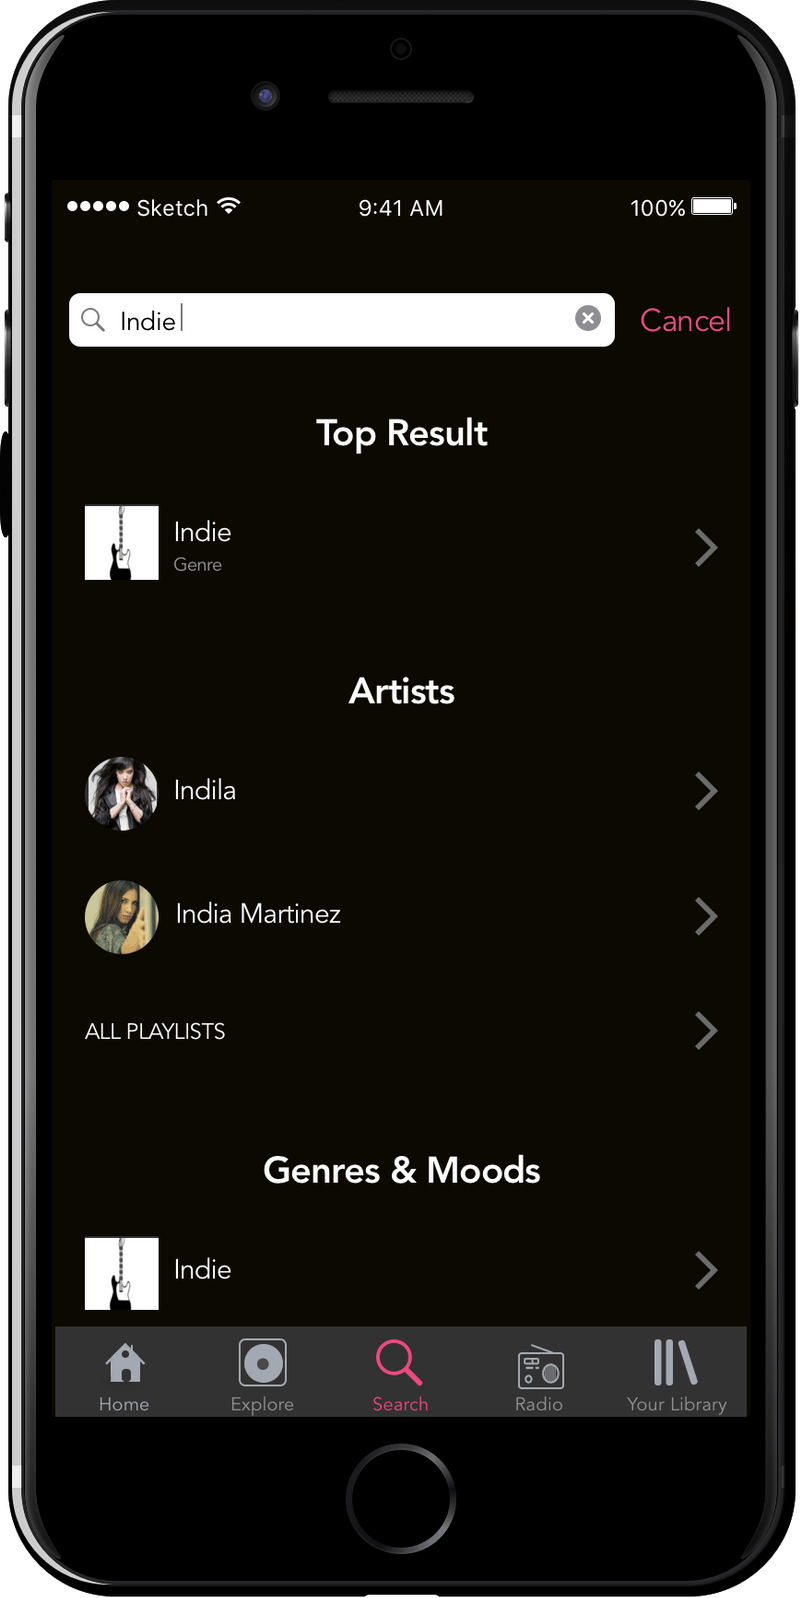 Sketch 9:41 AM 100%
Indie Cancel
Top Result
Indie
Genre
Artists
Indila
India Martinez
ALL PLAYLISTS
Genres & Moods
Indie
Home Explore Search Radio Your Library